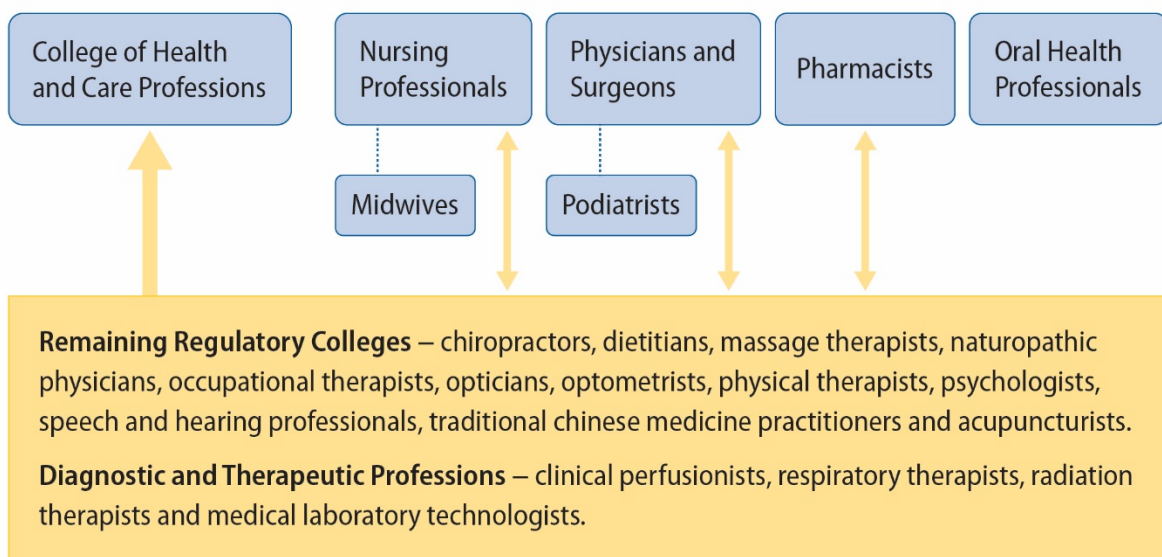 College of Health
and Care Professions
Nursing
Professionals
Physicians and
Surgeons
Pharmacists
Oral Health
Professionals
Midwives
Podiatrists
Remaining Regulatory Colleges – chiropractors, dietitians, massage therapists, naturopathic
physicians, occupational therapists, opticians, optometrists, physical therapists, psychologists,
speech and hearing professionals, traditional chinese medicine practitioners and acupuncturists.
Diagnostic and Therapeutic Professions – clinical perfusionists, respiratory therapists, radiation
therapists and medical laboratory technologists.